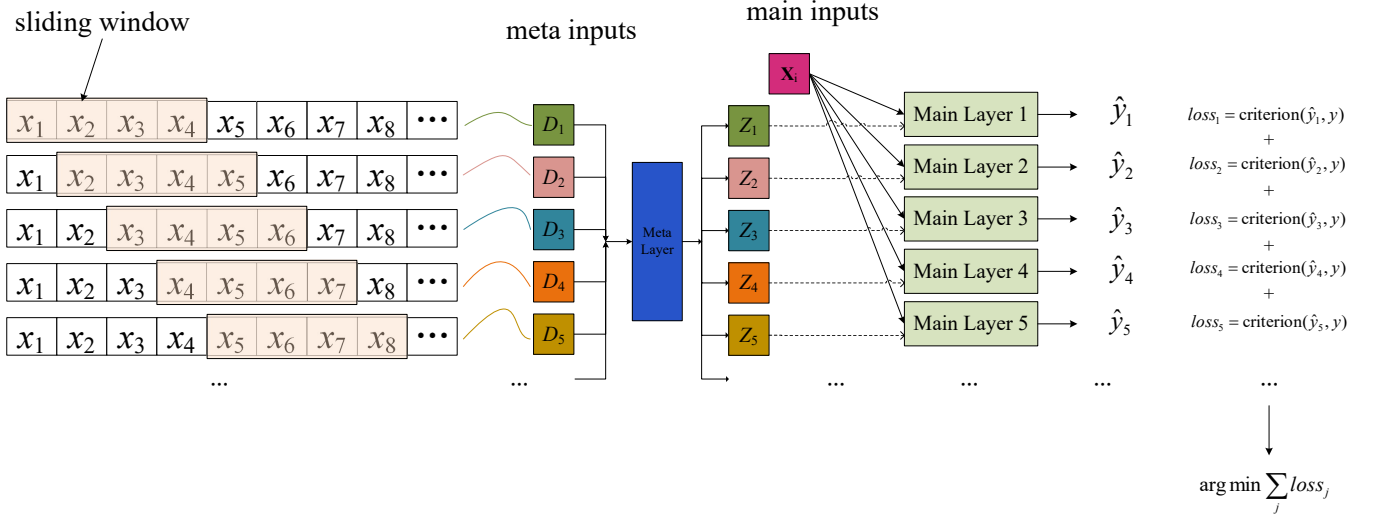 sliding window
meta inputs
main inputs
X_i
x_1 x_2 x_3 x_4 x_5 x_6 x_7 x_8 ...
D_1
Z_1
Main Layer 1
ŷ_1
loss_1 = criterion(ŷ_1, y)
+
x_1 x_2 x_3 x_4 x_5 x_6 x_7 x_8 ...
D_2
Z_2
Main Layer 2
ŷ_2
loss_2 = criterion(ŷ_2, y)
+
x_1 x_2 x_3 x_4 x_5 x_6 x_7 x_8 ...
D_3
Meta
Layer
Z_3
Main Layer 3
ŷ_3
loss_3 = criterion(ŷ_3, y)
+
x_1 x_2 x_3 x_4 x_5 x_6 x_7 x_8 ...
D_4
Z_4
Main Layer 4
ŷ_4
loss_4 = criterion(ŷ_4, y)
+
x_1 x_2 x_3 x_4 x_5 x_6 x_7 x_8 ...
D_5
Z_5
Main Layer 5
ŷ_5
loss_5 = criterion(ŷ_5, y)
... ... ... ... ... ...
arg min ∑_j loss_j